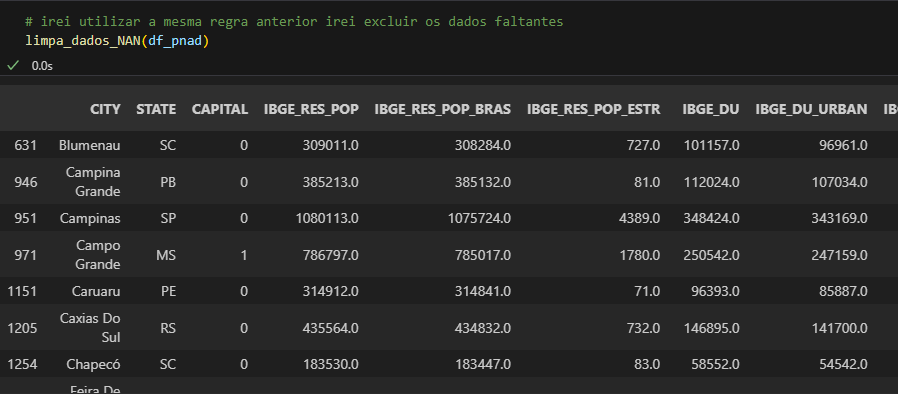 # irei utilizar a mesma regra anterior irei excluir os dados faltantes
limpa_dados_NAN(df_pnad)
0.0s
CITY STATE CAPITAL IBGE_RES_POP IBGE_RES_POP_BRAS IBGE_RES_POP_ESTR IBGE_DU IBGE_DU_URBAN
631 Blumenau SC 0 309011.0 308284.0 727.0 101157.0 96961.0
946 Campina Grande PB 0 385213.0 385132.0 81.0 112024.0 107034.0
951 Campinas SP 0 1080113.0 1075724.0 4389.0 348424.0 343169.0
971 Campo Grande MS 1 786797.0 785017.0 1780.0 250542.0 247159.0
1151 Caruaru PE 0 314912.0 314841.0 71.0 96393.0 85887.0
1205 Caxias Do Sul RS 0 435564.0 434832.0 732.0 146895.0 141700.0
1254 Chapecó SC 0 183530.0 183447.0 83.0 58552.0 54542.0
Feira De